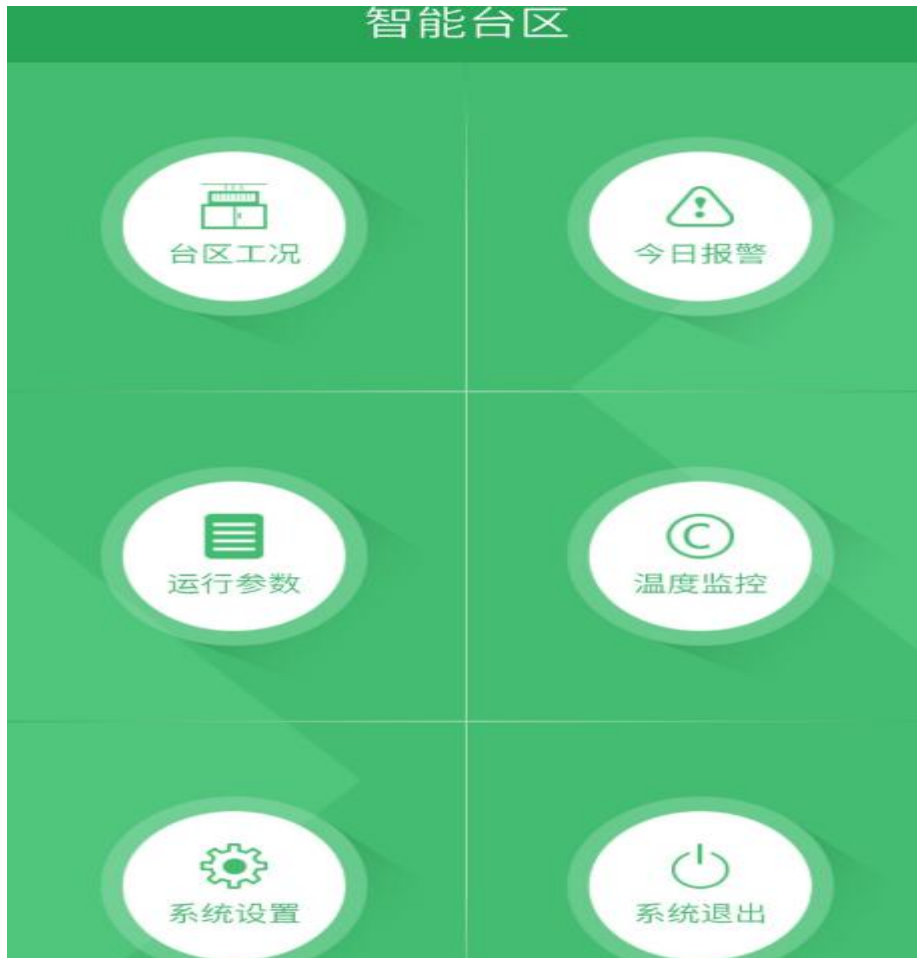 智能台区
台区工况
今日报警
运行参数
温度监控
系统设置
系统退出